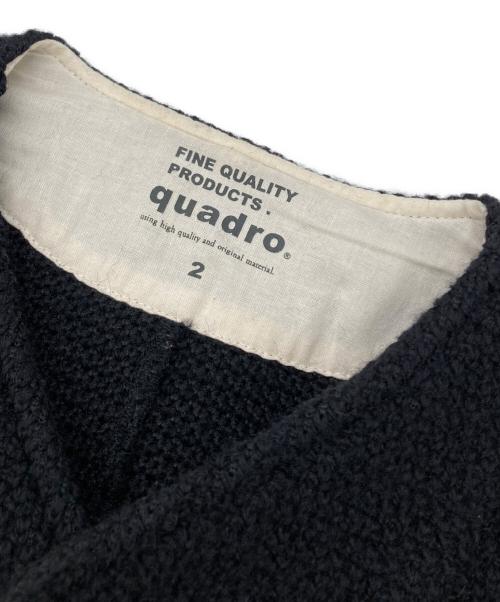 FINE QUALITY
PRODUCTS .
quadro®
using high quality and original material.
2